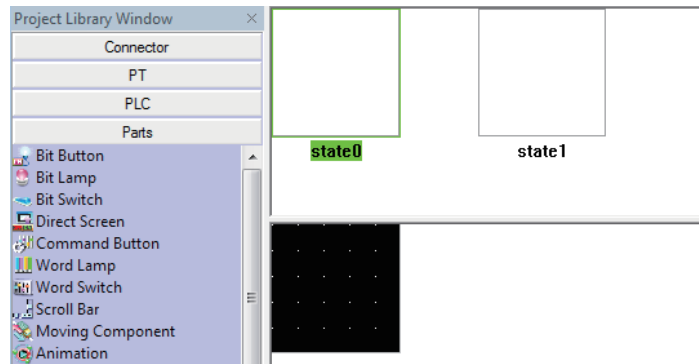 Project Library Window
Connector
PT
PLC
Parts
Bit Button
Bit Lamp
Bit Switch
Direct Screen
Command Button
Word Lamp
Word Switch
Scroll Bar
Moving Component
Animation
state0
state1